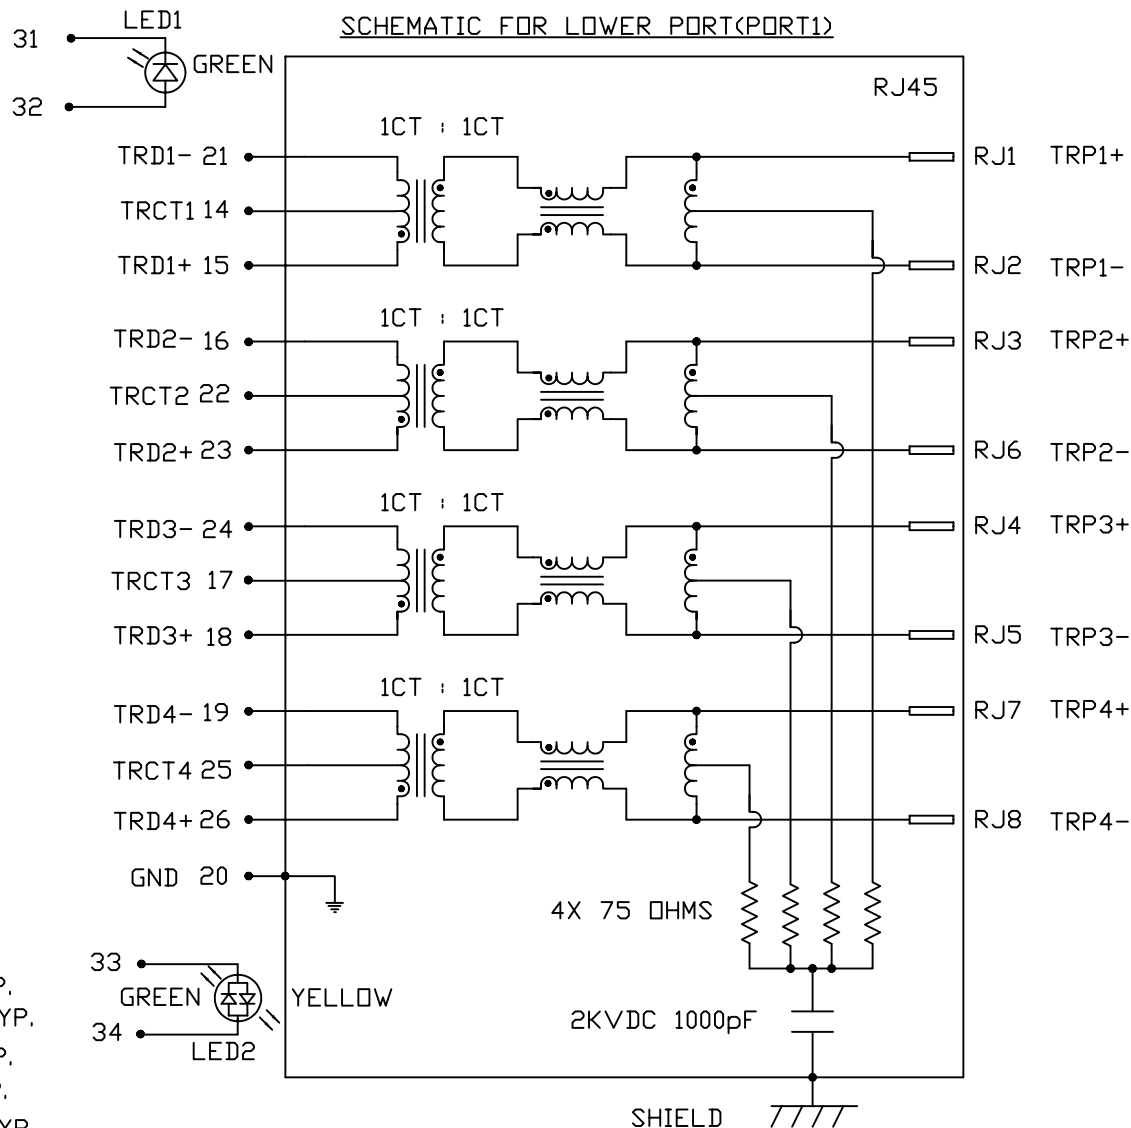 LED1
SCHEMATIC FOR LOWER PORT(PORT1)
31
GREEN
RJ45
32
1CT : 1CT
TRD1- 21
RJ1 TRP1+
TRCT1 14
TRD1+ 15
RJ2 TRP1-
1CT : 1CT
TRD2- 16
RJ3 TRP2+
TRCT2 22
TRD2+ 23
RJ6 TRP2-
1CT : 1CT
TRD3- 24
RJ4 TRP3+
TRCT3 17
TRD3+ 18
RJ5 TRP3-
1CT : 1CT
TRD4- 19
RJ7 TRP4+
TRCT4 25
TRD4+ 26
RJ8 TRP4-
GND 20
4X 75 OHMS
33
GREEN
YELLOW
34
LED2
2KVDC 1000pF
SHIELD
YP.